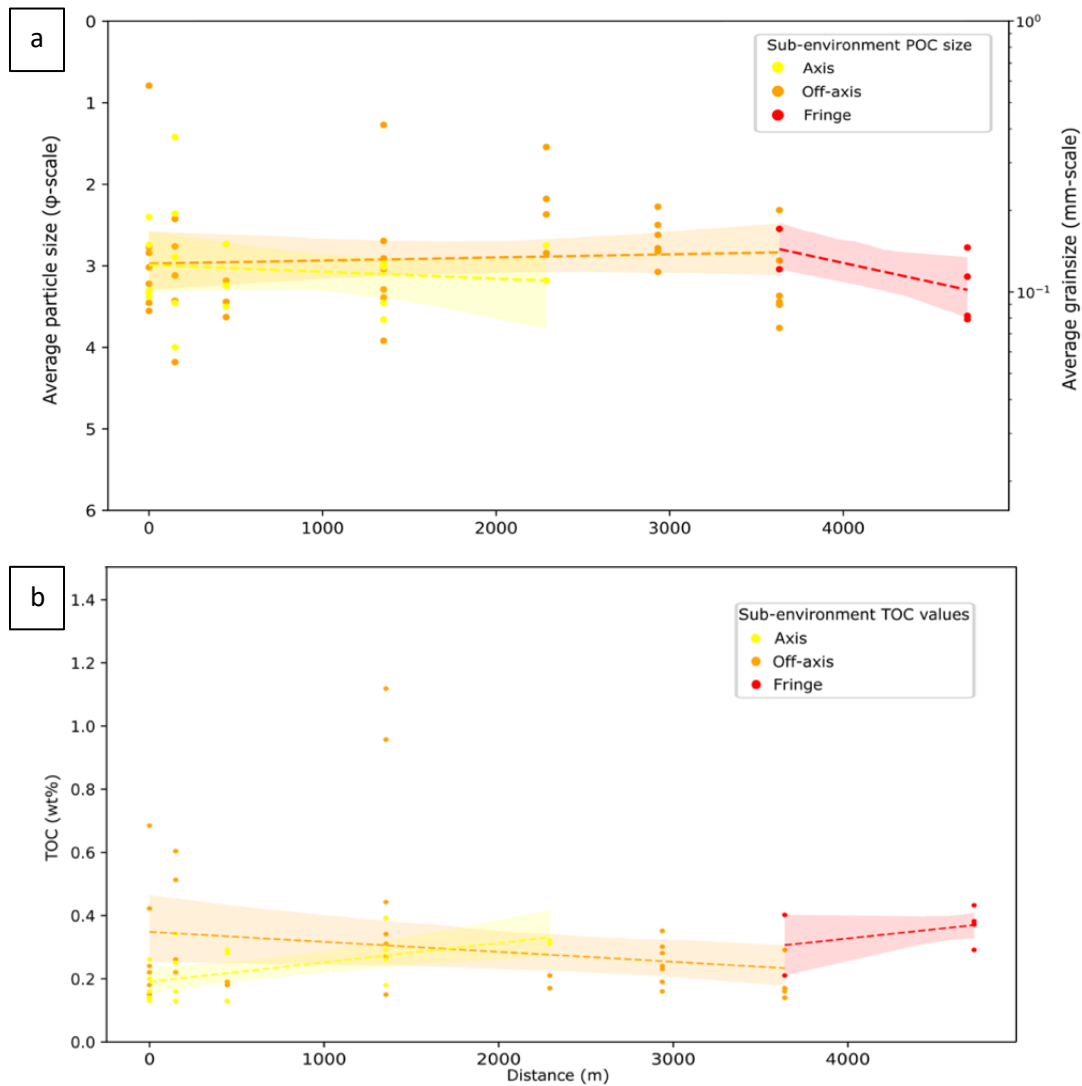 a
Sub-environment POC size
Axis
Off-axis
Fringe
Average particle size (φ-scale)
0
1
2
3
4
5
6
10⁰
10⁻¹
Average grainsize (mm-scale)
0
1000
2000
3000
4000
b
Sub-environment TOC values
Axis
Off-axis
Fringe
TOC (wt%)
1.4
1.2
1.0
0.8
0.6
0.4
0.2
0.0
0
1000
2000
3000
4000
Distance (m)